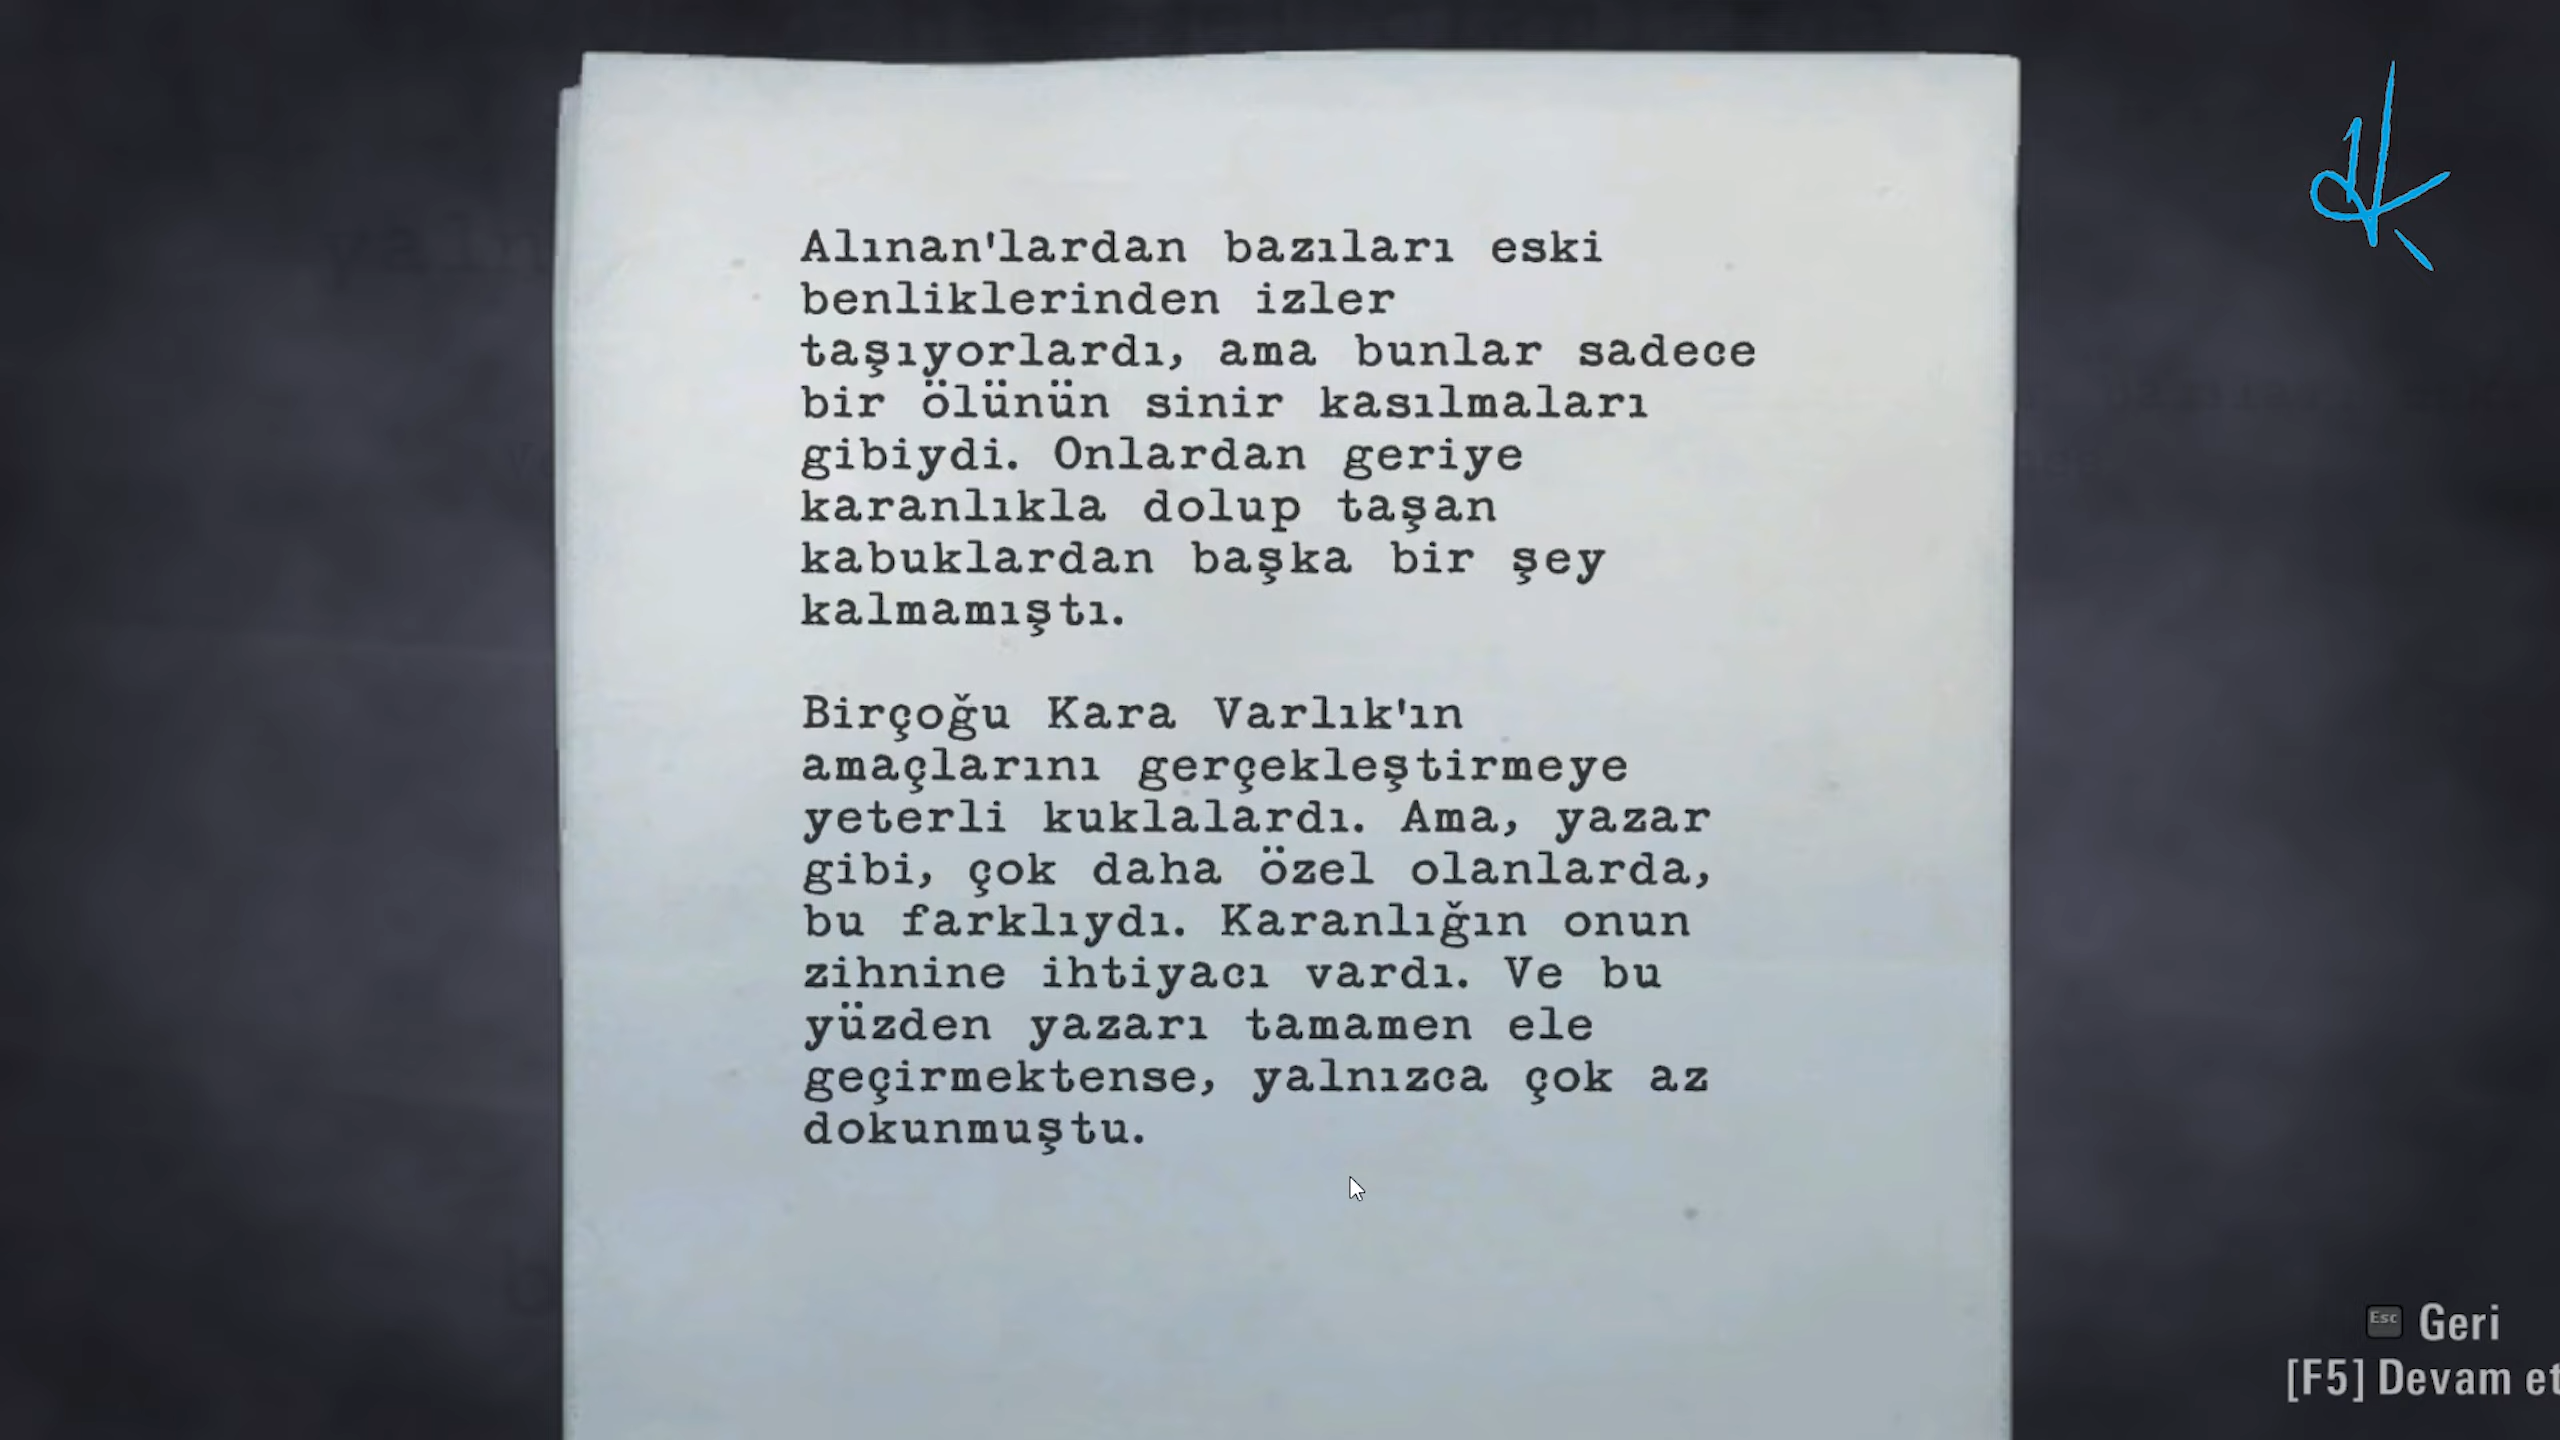 Alınan'lardan bazıları eski
benliklerinden izler
taşıyorlardı, ama bunlar sadece
bir ölünün sinir kasılmaları
gibiydi. Onlardan geriye
karanlıkla dolup taşan
kabuklardan başka bir şey
kalmamıştı.
Birçoğu Kara Varlık'ın
amaçlarını gerçekleştirmeye
yeterli kuklalardı. Ama, yazar
gibi, çok daha özel olanlarda,
bu farklıydı. Karanlığın onun
zihnine ihtiyacı vardı. Ve bu
yüzden yazarı tamamen ele
geçirmektense, yalnızca çok az
dokunmuştu.
Esc Geri
[F5] Devam et